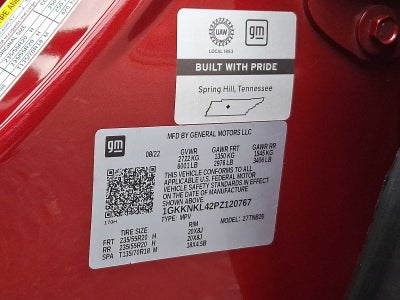 TIRE AND
UAW
LOCAL 1853
gm
BUILT WITH PRIDE
Spring Hill, Tennessee
gm
MFD BY GENERAL MOTORS LLC
08/22 GVWR GAWR FRT GAWR RR
2722 KG 1350 KG 1545 KG
6001 LB 2976 LB 3406 LB
THIS VEHICLE CONFORMS TO ALL
APPLICABLE U.S. FEDERAL MOTOR
VEHICLE SAFETY STANDARDS IN EFFECT
ON THE DATE OF MANUFACTURE
SHOWN ABOVE.
1GKKNKL42PZ120767
TYPE: MPV MODEL: 27TNB26
170H
TIRE SIZE RIM
FRT 235/55R20 H 20X8J
RR 235/55R20 H 20X8J
SPA T135/70R18 M 18X4.5B